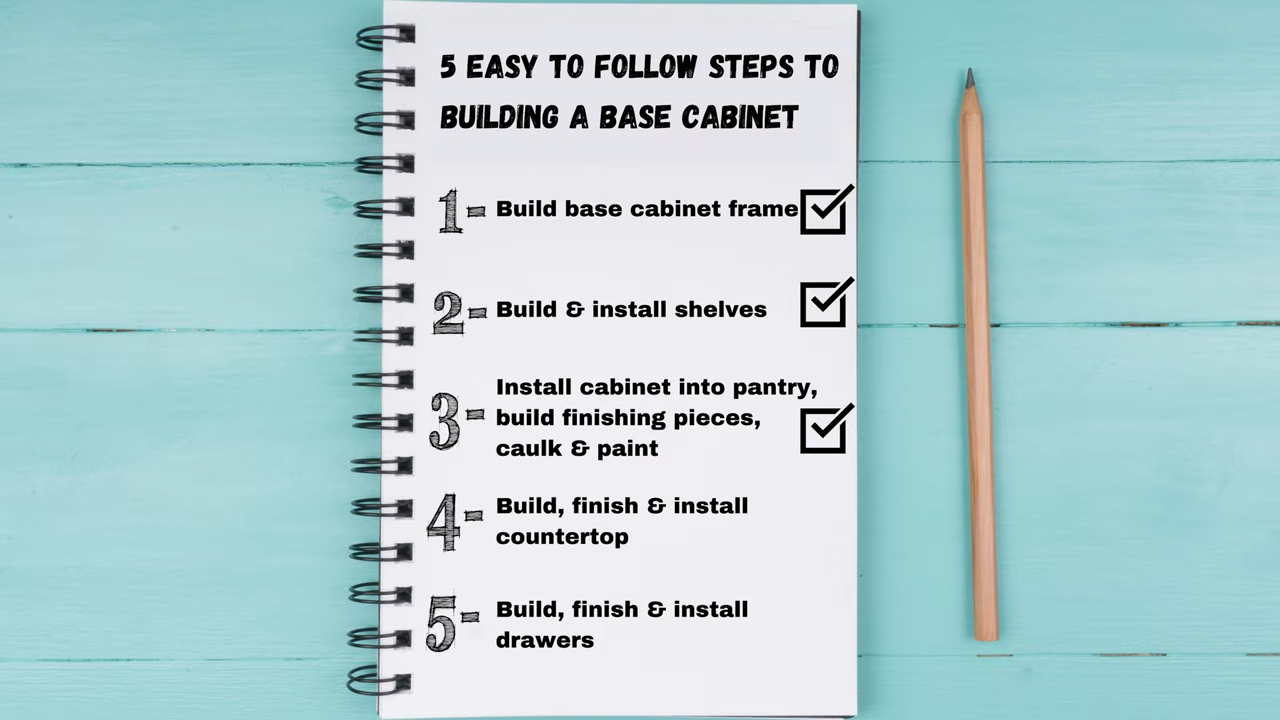 5 EASY TO FOLLOW STEPS TO
BUILDING A BASE CABINET
1- Build base cabinet frame
2- Build & install shelves
3- Install cabinet into pantry,
build finishing pieces,
caulk & paint
4- Build, finish & install
countertop
5- Build, finish & install
drawers